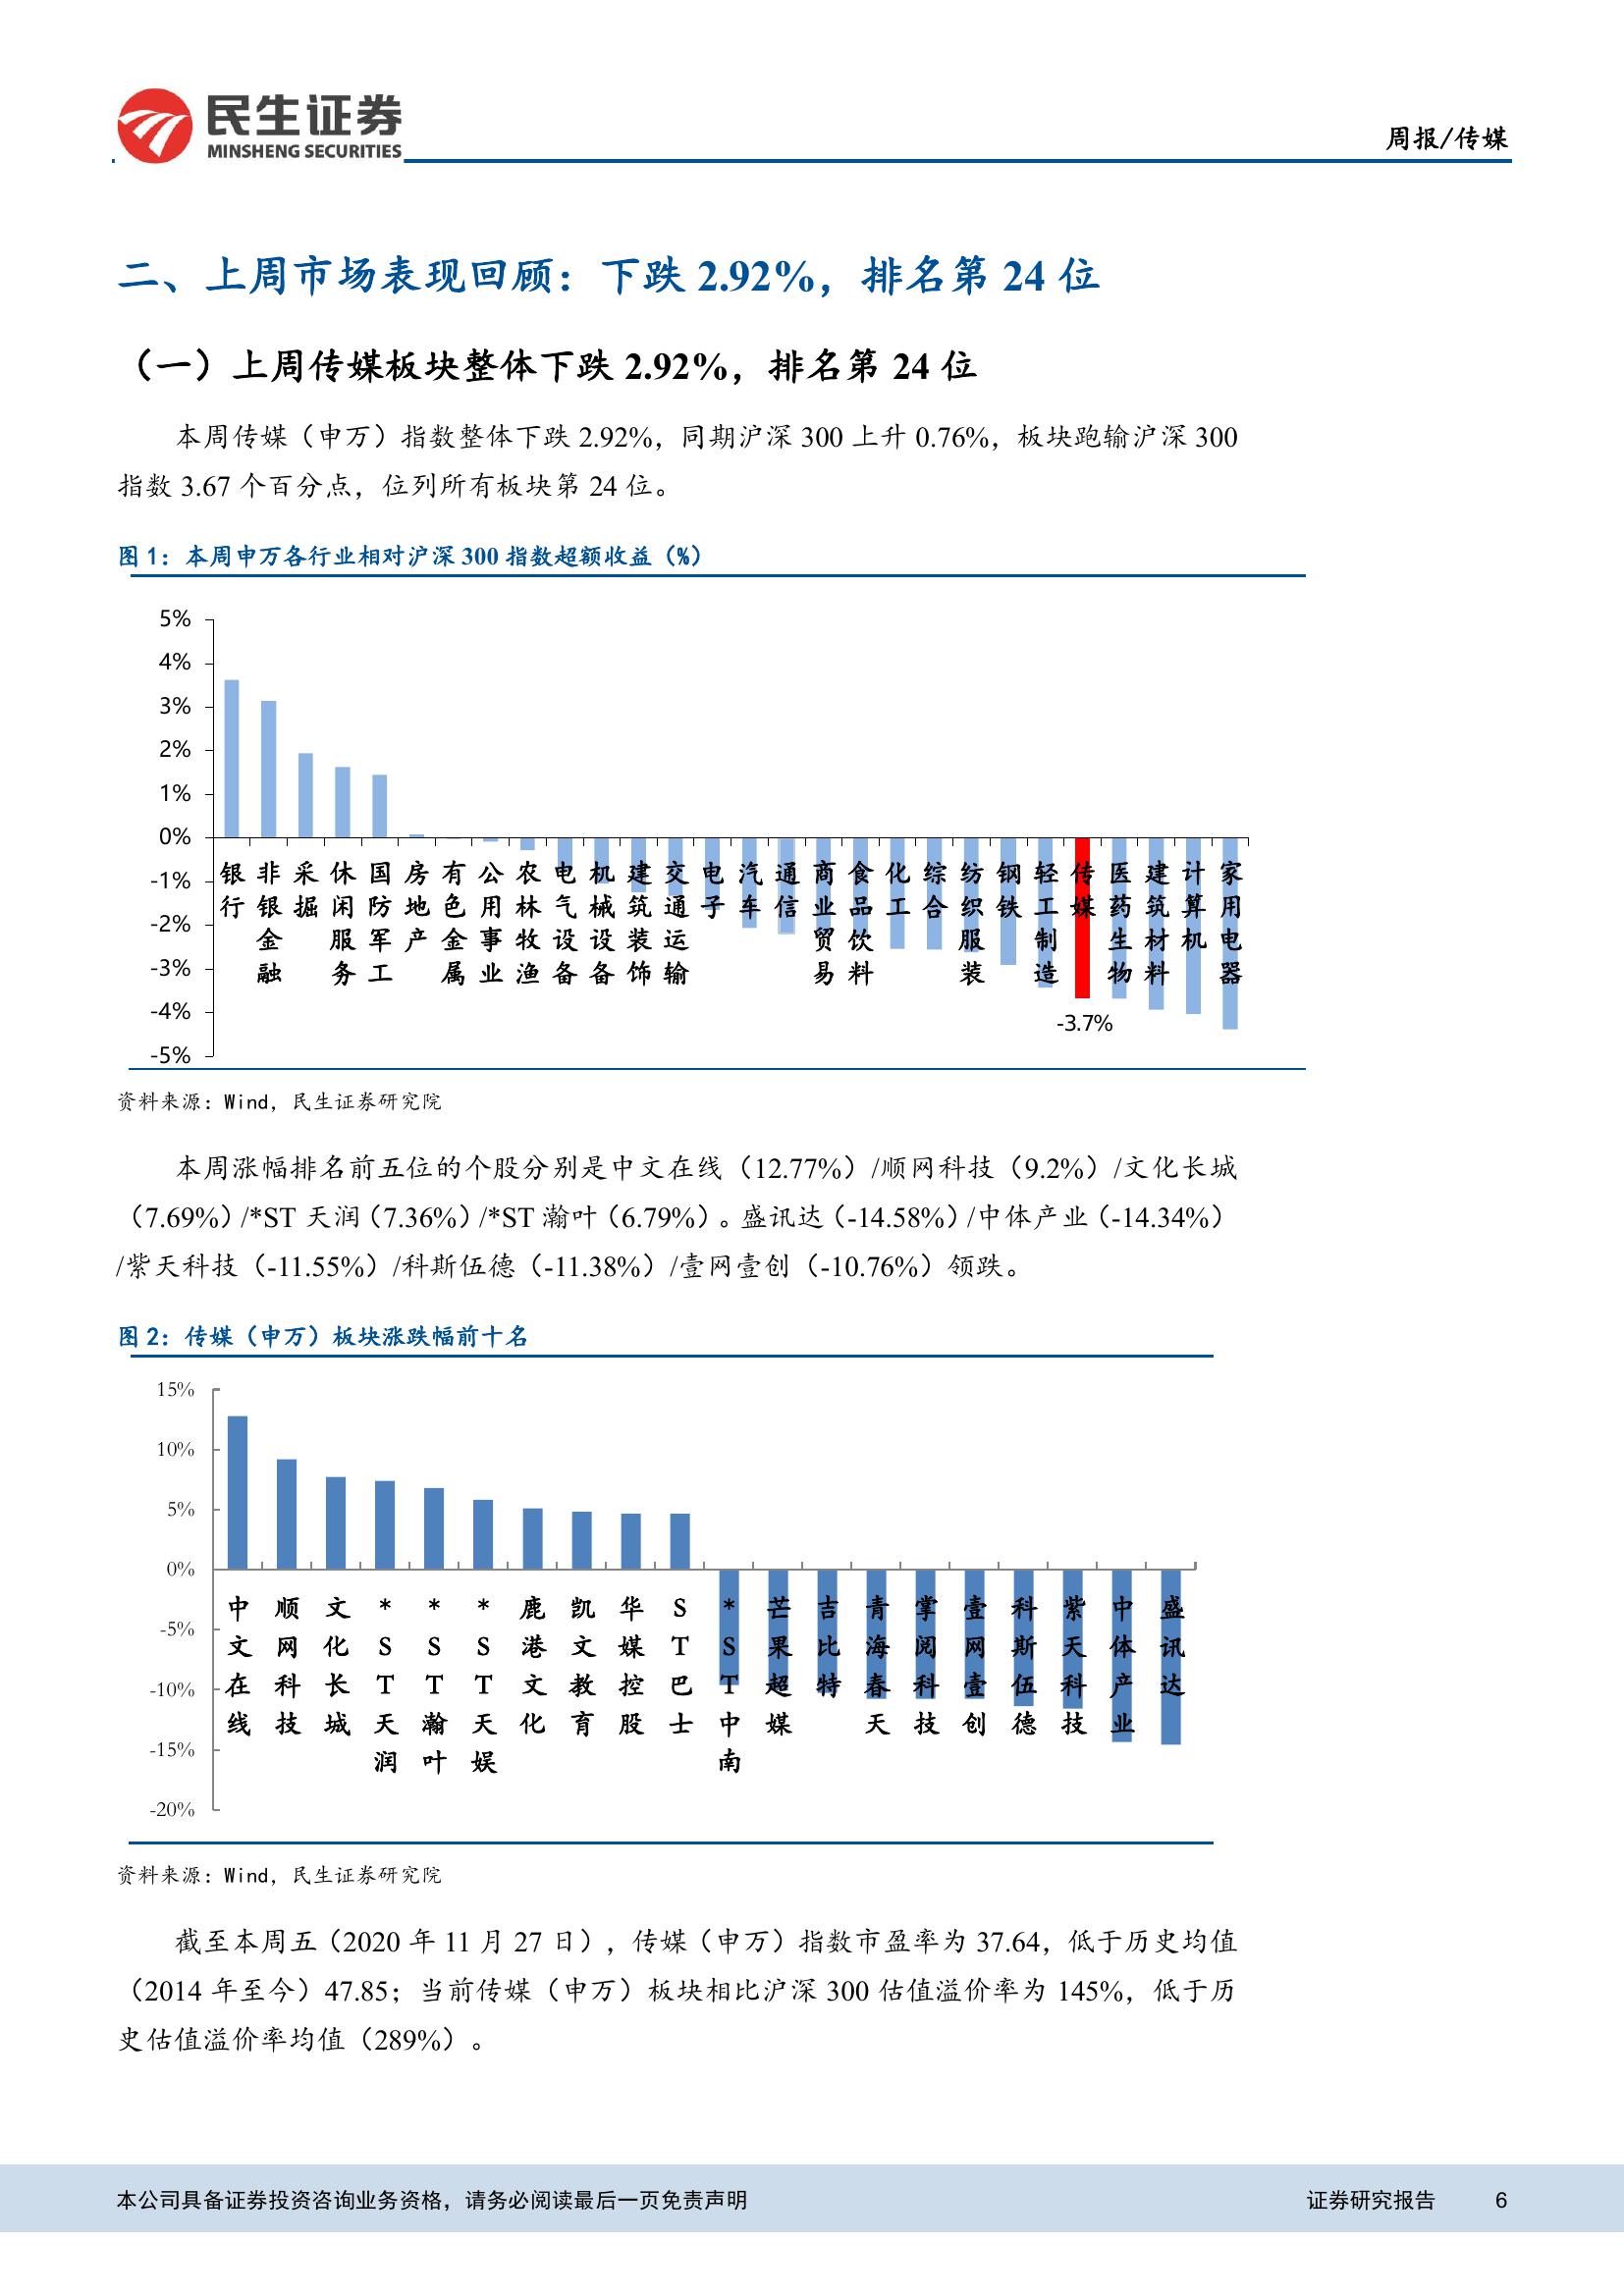 民生证券
MINSHENG SECURITIES
周报/传媒
二、上周市场表现回顾：下跌 2.92%，排名第 24 位
（一）上周传媒板块整体下跌 2.92%，排名第 24 位
本周传媒（申万）指数整体下跌 2.92%，同期沪深 300 上升 0.76%，板块跑输沪深 300
指数 3.67 个百分点，位列所有板块第 24 位。
图 1：本周申万各行业相对沪深 300 指数超额收益（%）
5%
4%
3%
2%
1%
0%
-1%
-2%
-3%
-4%
-5%
银行
非银金融
采掘
休闲服务
国防军工
房地产
有色金属
公用事业
农林牧渔
电气设备
机械设备
建筑装饰
交通运输
电子
汽车
通信
商业贸易
食品饮料
化工
综合
纺织服装
钢铁
轻工制造
传媒
医药生物
建筑材料
计算机
家用电器
-3.7%
资料来源：Wind，民生证券研究院
本周涨幅排名前五位的个股分别是中文在线（12.77%）/顺网科技（9.2%）/文化长城
（7.69%）/*ST 天润（7.36%）/*ST 瀚叶（6.79%）。盛讯达（-14.58%）/中体产业（-14.34%）
/紫天科技（-11.55%）/科斯伍德（-11.38%）/壹网壹创（-10.76%）领跌。
图 2：传媒（申万）板块涨跌幅前十名
15%
10%
5%
0%
-5%
-10%
-15%
-20%
中文在线
顺网科技
文化长城
*ST天润
*ST瀚叶
*ST天娱
鹿港文化
凯文教育
华媒控股
ST巴士
*ST中南
芒果超媒
吉比特
青海春天
掌阅科技
壹网壹创
科斯伍德
紫天科技
中体产业
盛讯达
资料来源：Wind，民生证券研究院
截至本周五（2020 年 11 月 27 日），传媒（申万）指数市盈率为 37.64，低于历史均值
（2014 年至今）47.85；当前传媒（申万）板块相比沪深 300 估值溢价率为 145%，低于历
史估值溢价率均值（289%）。
本公司具备证券投资咨询业务资格，请务必阅读最后一页免责声明
证券研究报告 6